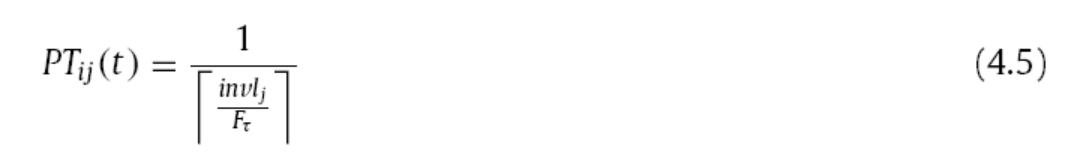 PT_{ij}(t) = \frac{1}{\left\lceil \frac{invl_j}{F_\tau} \right\rceil} (4.5)